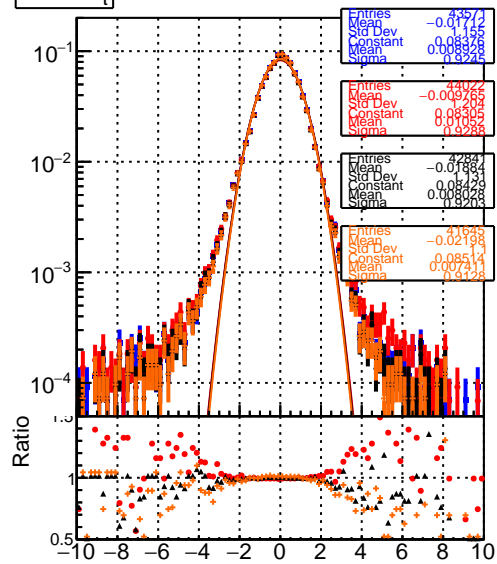 t
Entries 43571
Mean −0.01712
Std Dev 1.155
Constant 0.08376
Mean 0.008928
Sigma 0.9245
Entries 44022
Mean −0.009765
Std Dev 1.204
Constant 0.08305
Mean 0.01052
Sigma 0.9288
Entries 42841
Mean −0.01884
Std Dev 1.131
Constant 0.08429
Mean 0.008028
Sigma 0.9203
Entries 41645
Mean −0.02198
Std Dev 1.1
Constant 0.08514
Mean 0.007411
Sigma 0.9128
10−1
10−2
10−3
10−4
1.5
Ratio
1
0.5
−10 −8 −6 −4 −2 0 2 4 6 8 10